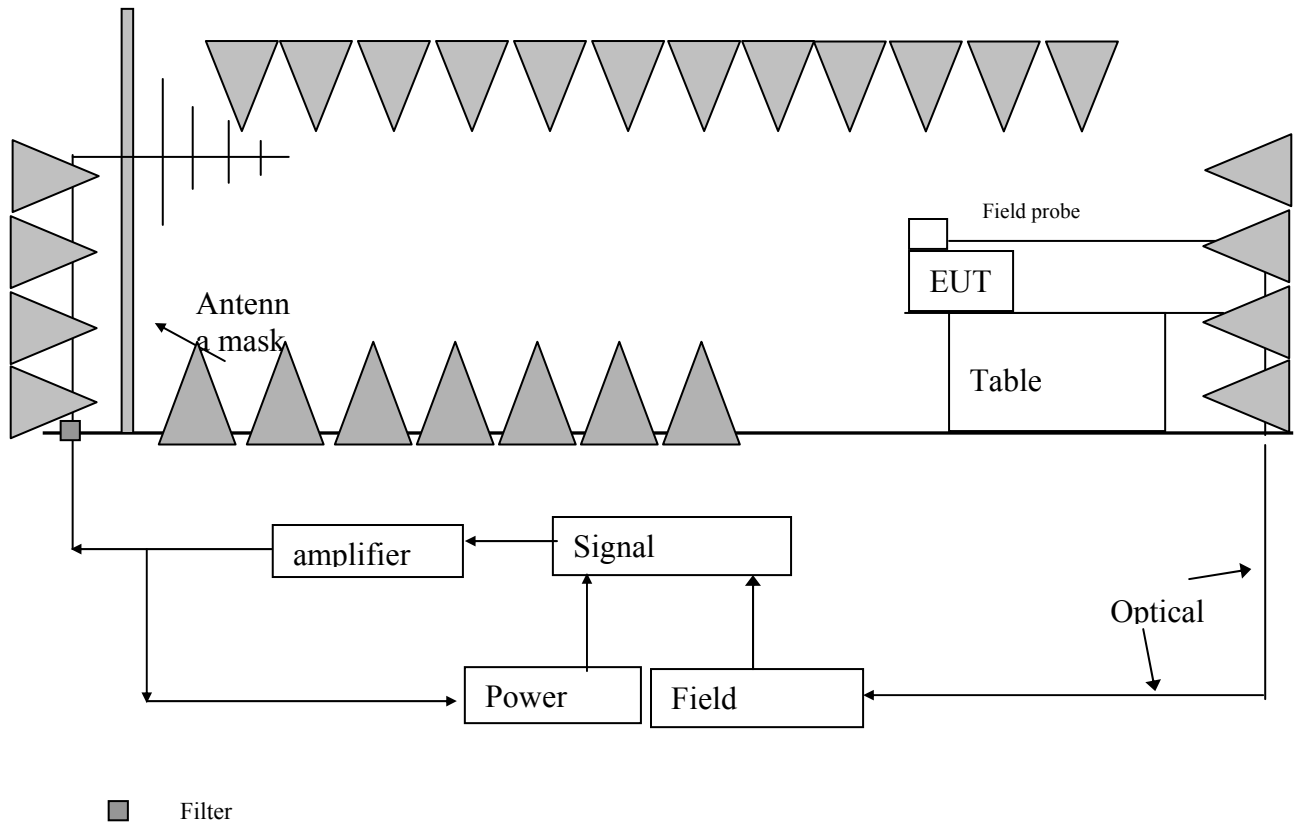 Field probe
EUT
Antenn
a mask
Table
amplifier
Signal
Optical
Power
Field
Filter